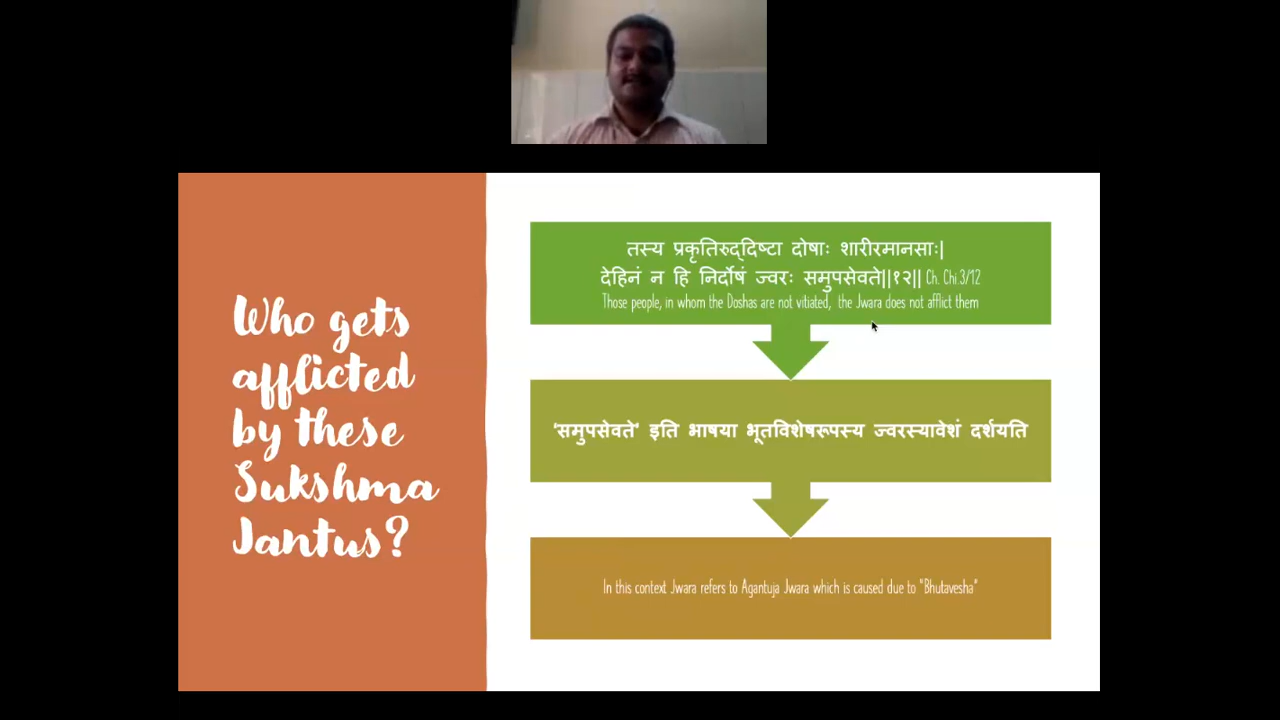 Who gets
afflicted
by these
Sukshma
Jantus?
तस्य प्रकृतिरुद्दिष्टा दोषाः शारीरमानसाः|
देहिनं न हि निर्दोषं ज्वरः समुपसेवते||१२|| Ch. Chi.3/12
Those people, in whom the Doshas are not vitiated, the Jwara does not afflict them
'समुपसेवते' इति भाषया भूतविशेषरूपस्य ज्वरस्यावेशं दर्शयति
In this context Jwara refers to Agantuja Jwara which is caused due to "Bhutavesha"